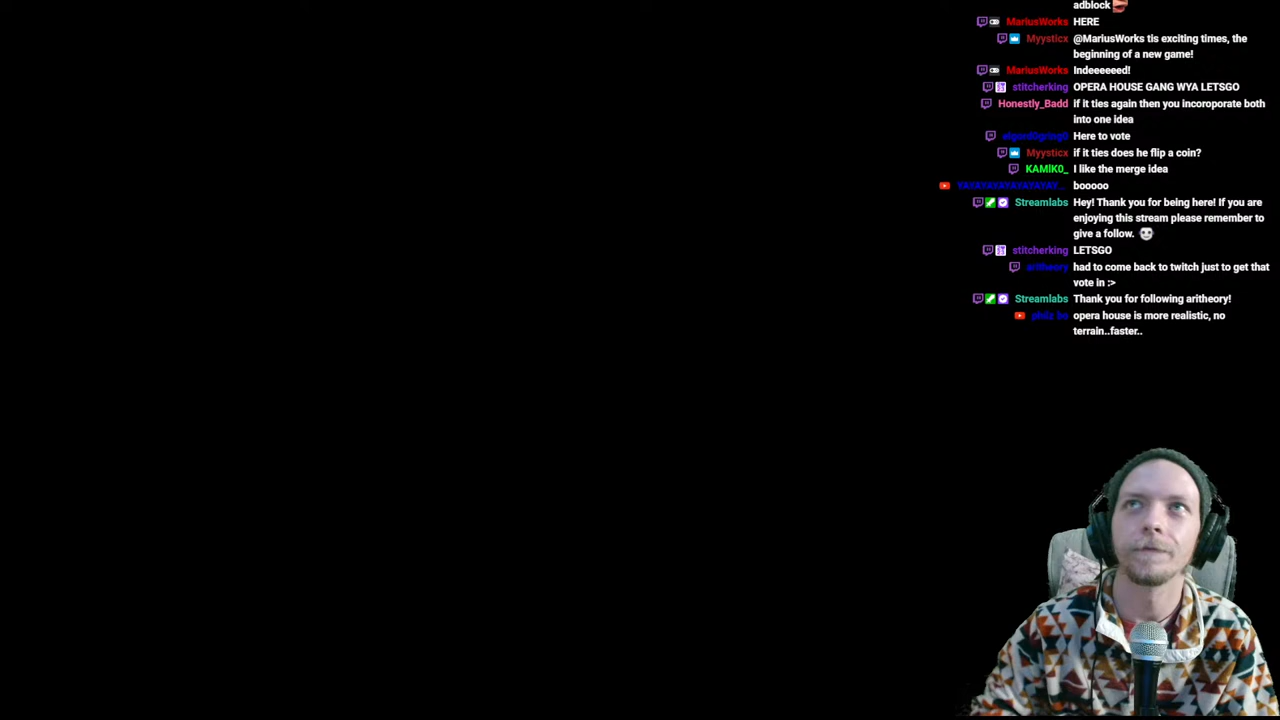 adblock
MariusWorks HERE
Myysticx @MariusWorks tis exciting times, the
beginning of a new game!
MariusWorks Indeeeeeed!
stitcherking OPERA HOUSE GANG WYA LETSGO
Honestly_Badd if it ties again then you incoroporate both
into one idea
Here to vote
Myysticx if it ties does he flip a coin?
KAMIK0_ I like the merge idea
booooo
Streamlabs Hey! Thank you for being here! If you are
enjoying this stream please remember to
give a follow.
stitcherking LETSGO
aritheory had to come back to twitch just to get that
vote in :>
Streamlabs Thank you for following aritheory!
opera house is more realistic, no
terrain..faster..